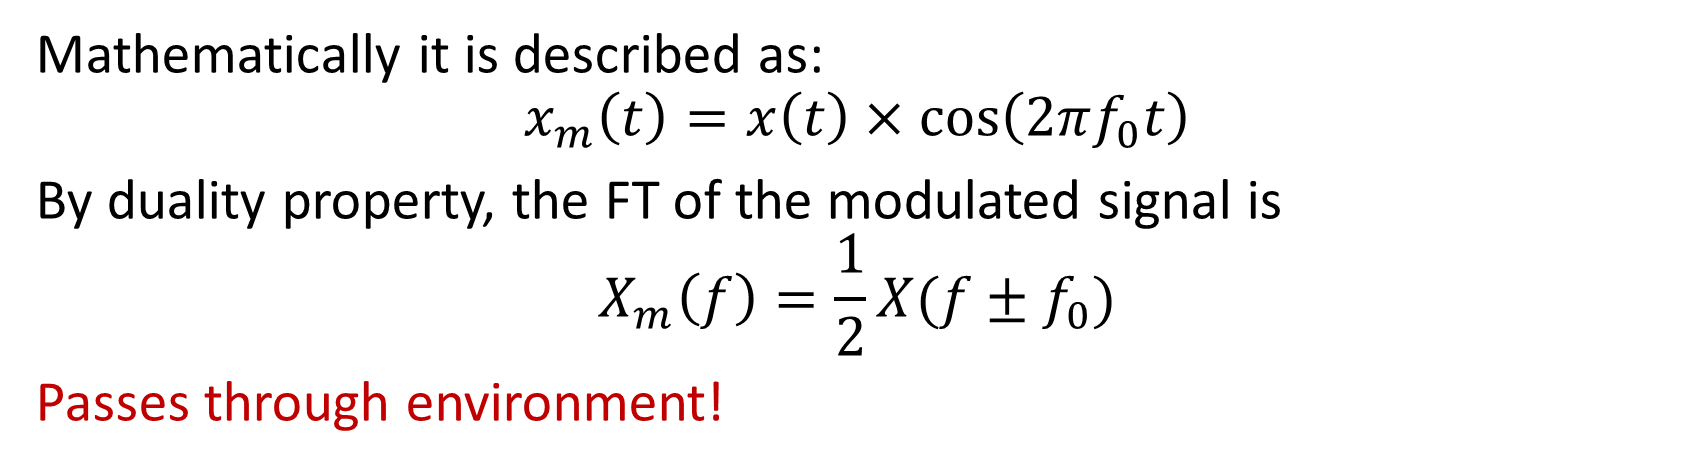 Mathematically it is described as:
𝑥ₘ(𝑡) = 𝑥(𝑡) × cos(2𝜋𝑓₀𝑡)
By duality property, the FT of the modulated signal is
𝑋ₘ(𝑓) = 1/2 𝑋(𝑓 ± 𝑓₀)
Passes through environment!